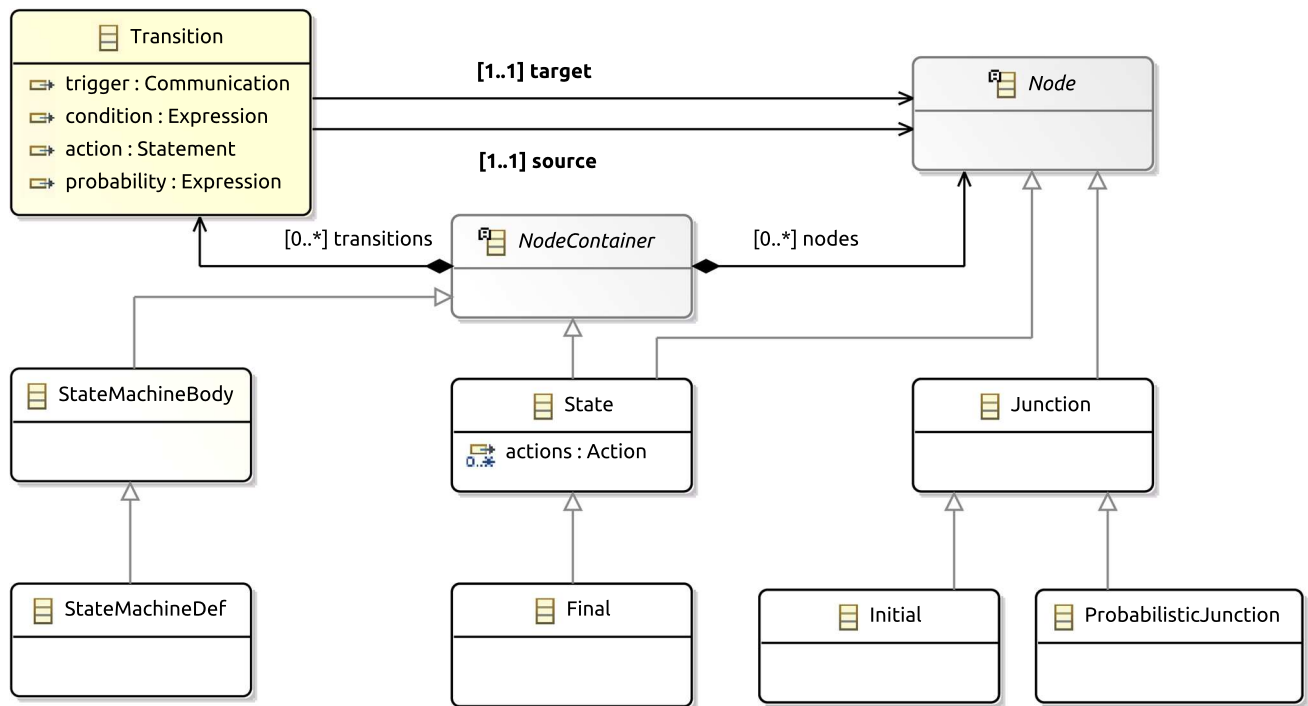 Transition
trigger : Communication
condition : Expression
action : Statement
probability : Expression
[1..1] target
[1..1] source
Node
[0..*] transitions
NodeContainer
[0..*] nodes
StateMachineBody
State
0..*
actions : Action
Junction
StateMachineDef
Final
Initial
ProbabilisticJunction